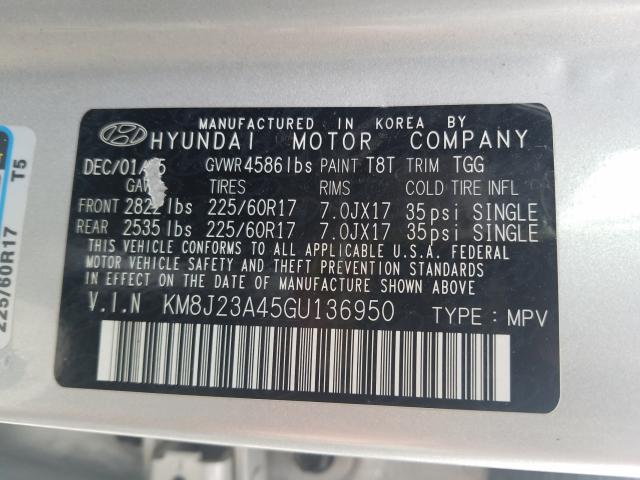 MANUFACTURED IN KOREA BY
HYUNDAI MOTOR COMPANY
GVWR 4586 lbs PAINT T8T TRIM TGG
TIRES RIMS COLD TIRE INFL
FRONT 2822 lbs 225/60R17 7.0JX17 35psi SINGLE
REAR 2535 lbs 225/60R17 7.0JX17 35psi SINGLE
THIS VEHICLE CONFORMS TO ALL APPLICABLE U.S.A. FEDERAL
MOTOR VEHICLE SAFETY AND THEFT PREVENTION STANDARDS
IN EFFECT ON THE DATE OF MANUFACTURE SHOWN ABOVE.
V.I.N KM8J23A45GU136950 TYPE : MPV
225/60R17 T5